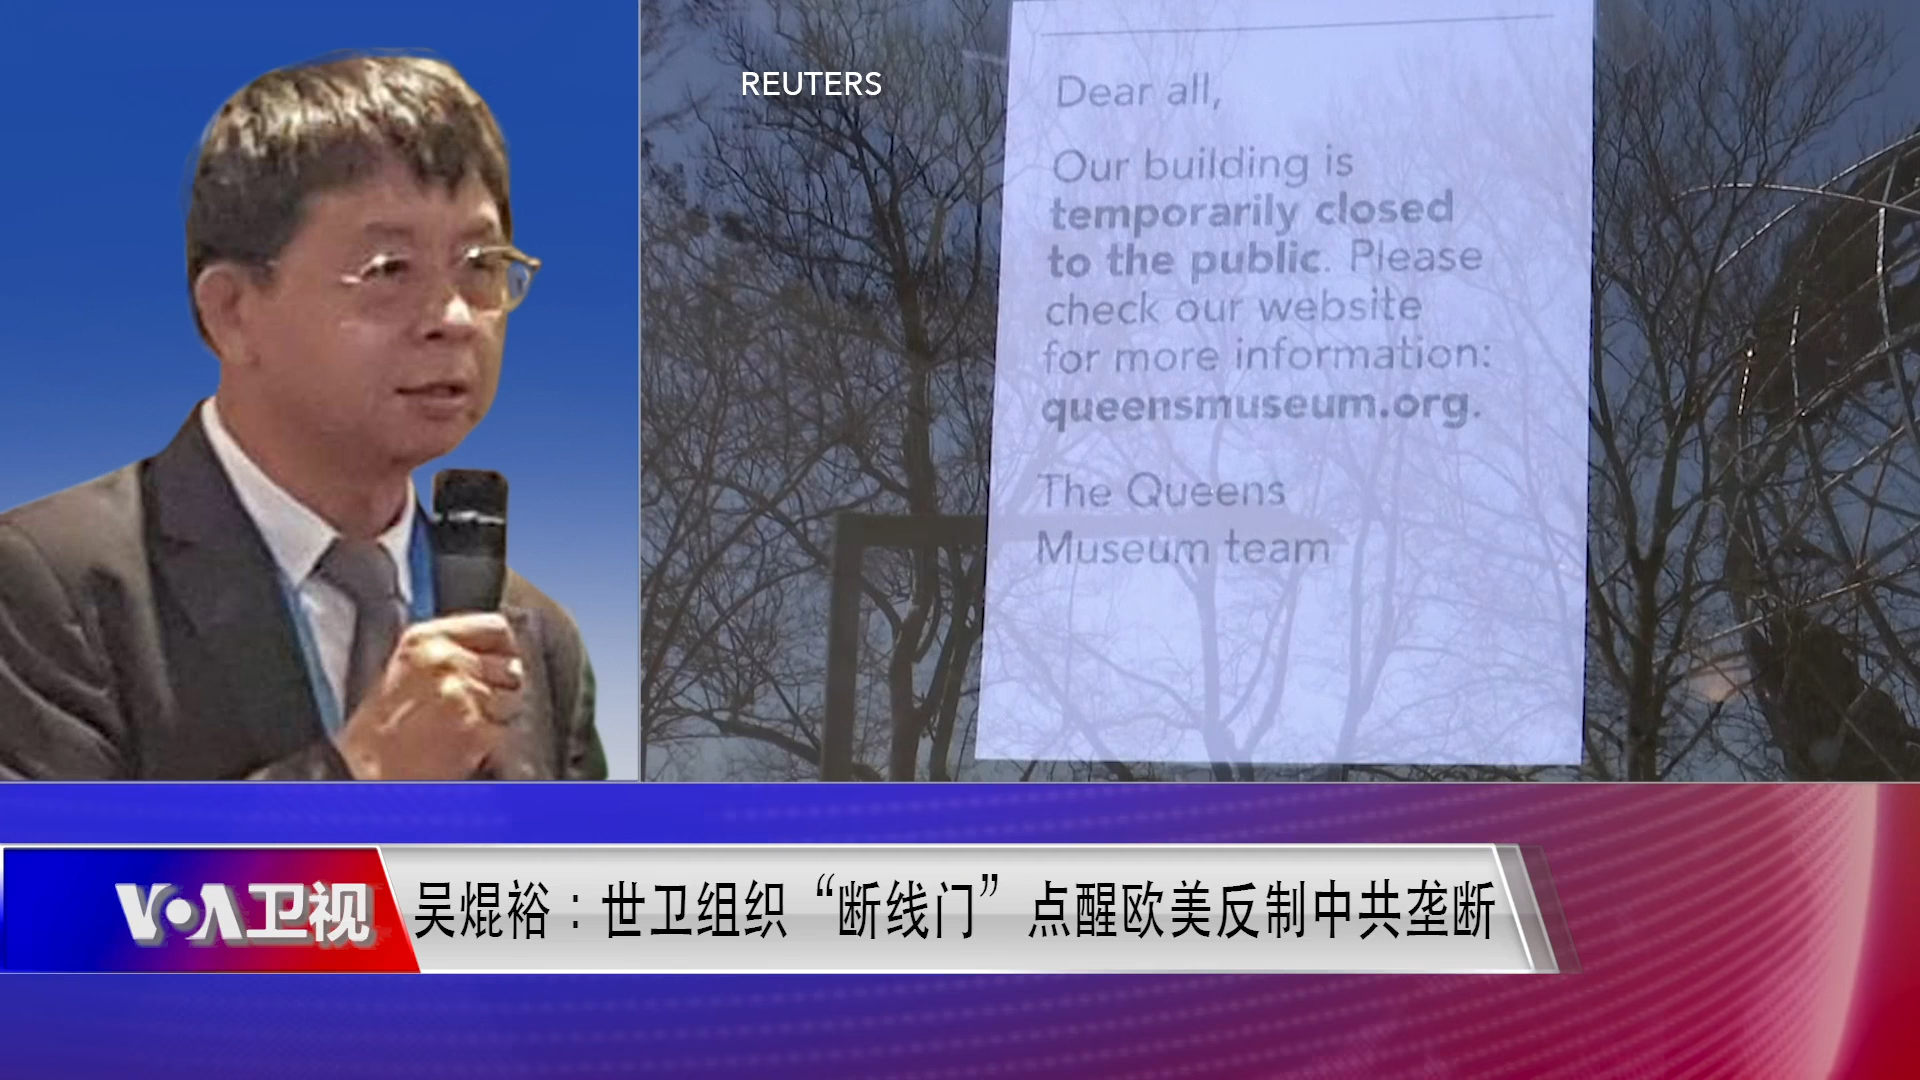 REUTERS
Dear all,
Our building is
temporarily closed
to the public. Please
check our website
for more information:
queensmuseum.org.
The Queens
Museum team
VOA卫视
吴焜裕：世卫组织“断线门”点醒欧美反制中共垄断